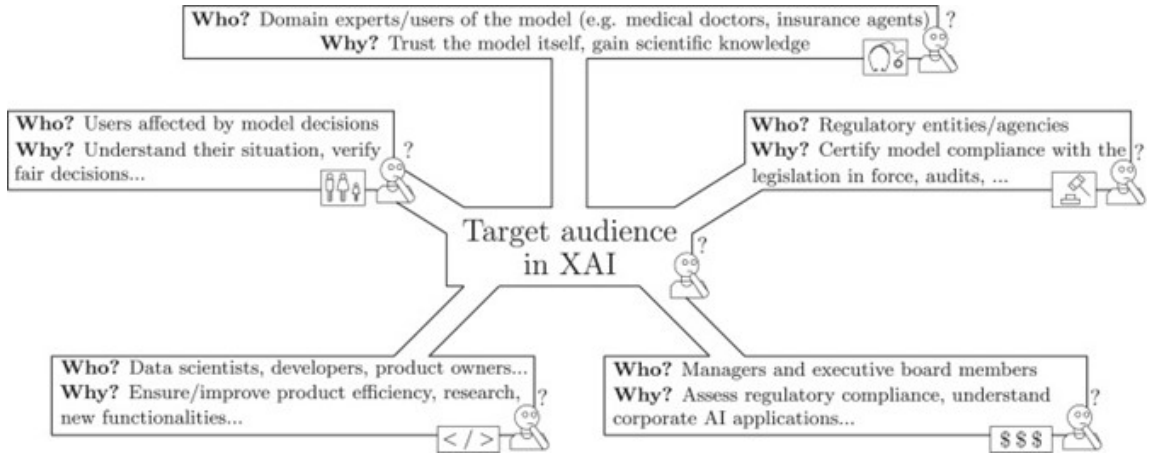 Who? Domain experts/users of the model (e.g. medical doctors, insurance agents)
?
Why? Trust the model itself, gain scientific knowledge
Who? Users affected by model decisions
Why? Understand their situation, verify
?
fair decisions...
Who? Regulatory entities/agencies
Why? Certify model compliance with the
?
legislation in force, audits, ...
Target audience
in XAI
?
Who? Data scientists, developers, product owners...
Why? Ensure/improve product efficiency, research,
?
new functionalities...
</>
Who? Managers and executive board members
Why? Assess regulatory compliance, understand
?
corporate AI applications...
$ $ $